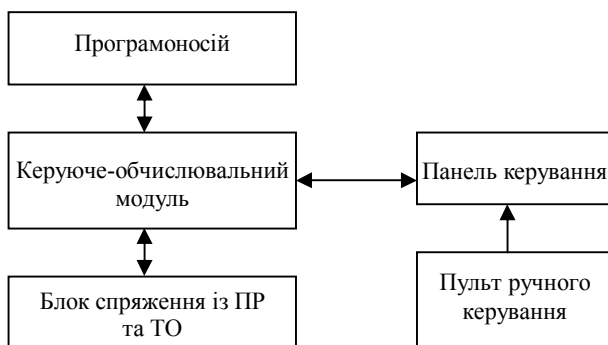 Програмоносій
Керуюче-обчислювальний
модуль
Панель керування
Блок спряження із ПР
та ТО
Пульт ручного
керування